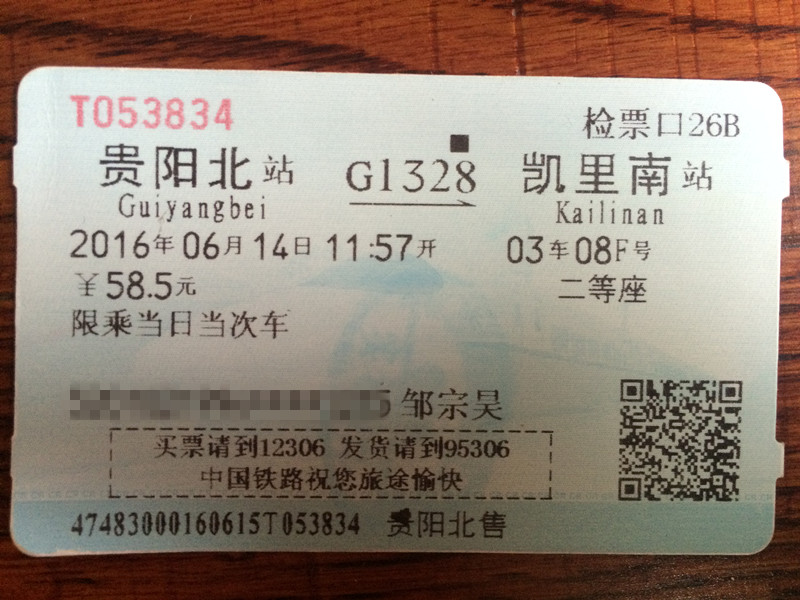 T053834 检票口26B
贵阳北站 G1328 凯里南站
Guiyangbei Kailinan
2016年06月14日 11:57开 03车08F号
￥58.5元 二等座
限乘当日当次车
邹宗昊
买票请到12306 发货请到95306
中国铁路祝您旅途愉快
47483000160615T053834 贵阳北售